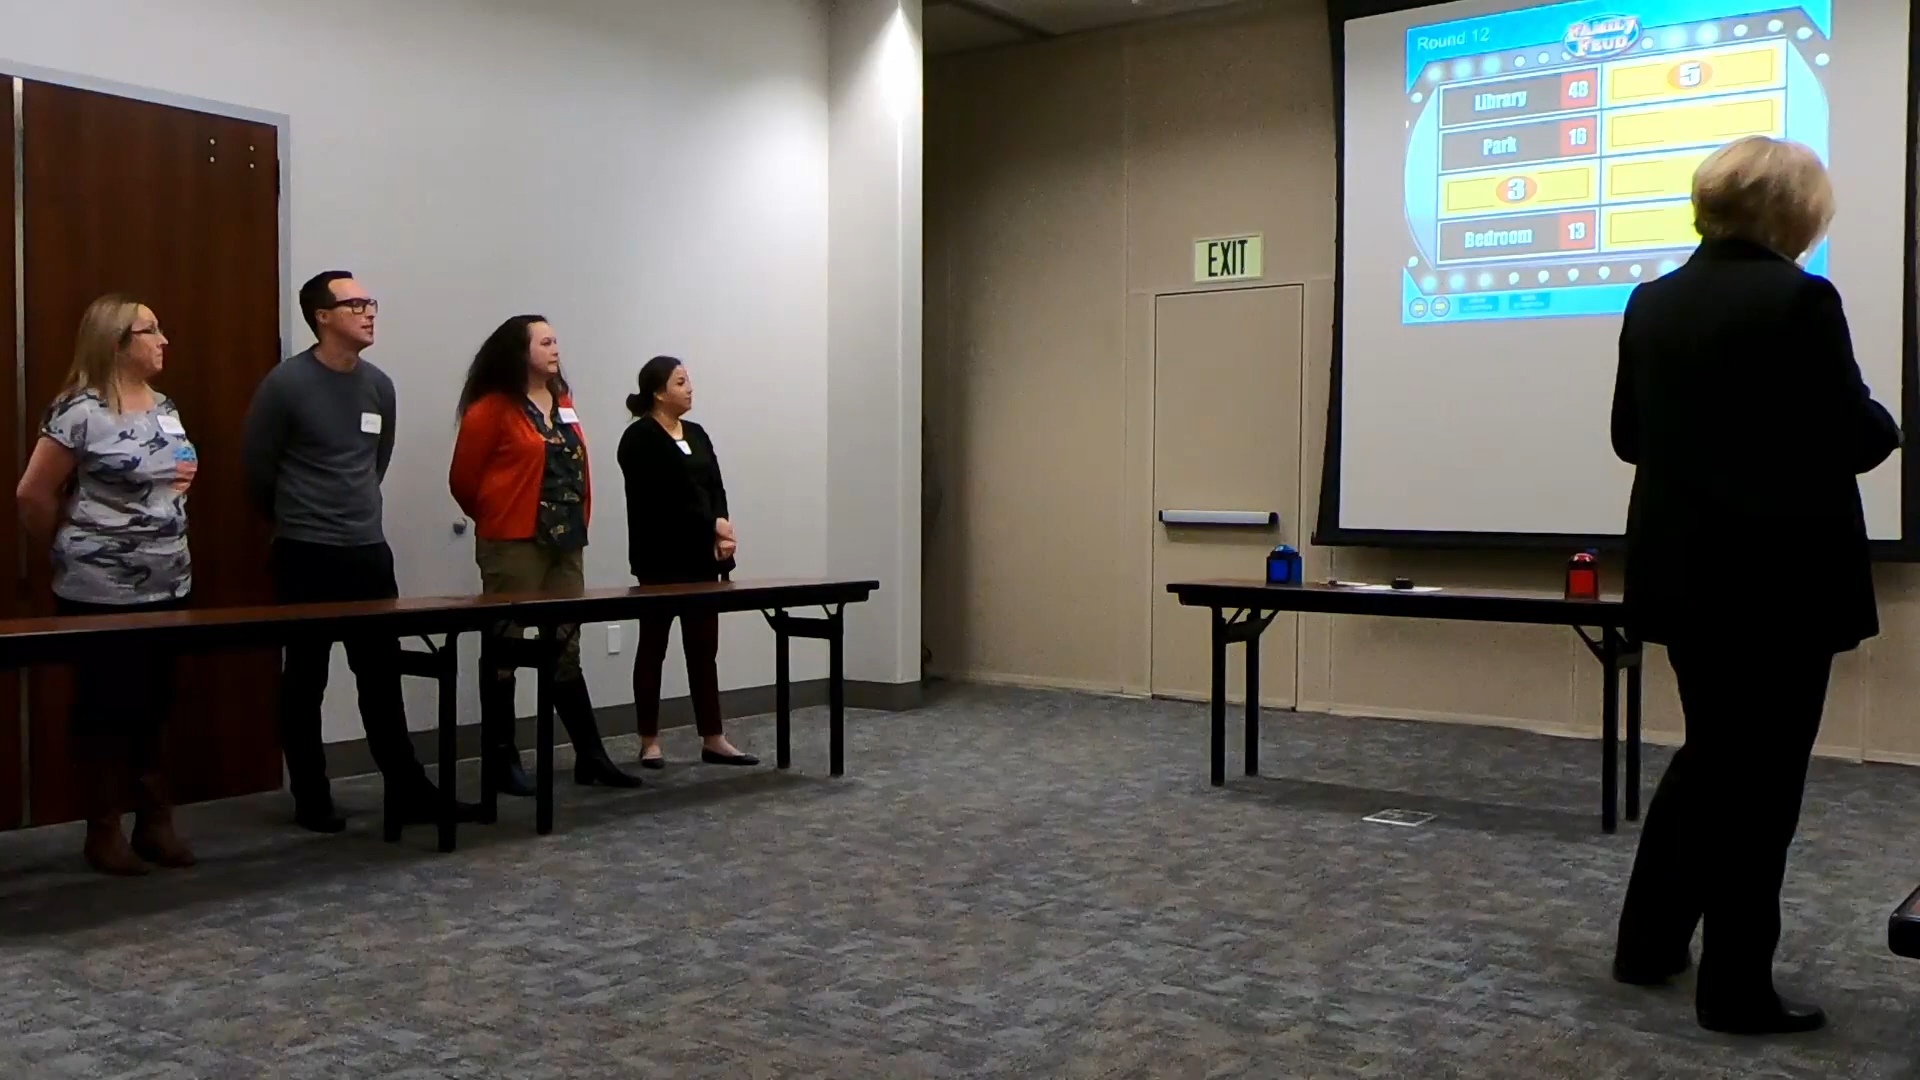 Round 12
FAMILY
FEUD
Library 48
5
Park 16
3
Bedroom 13
EXIT